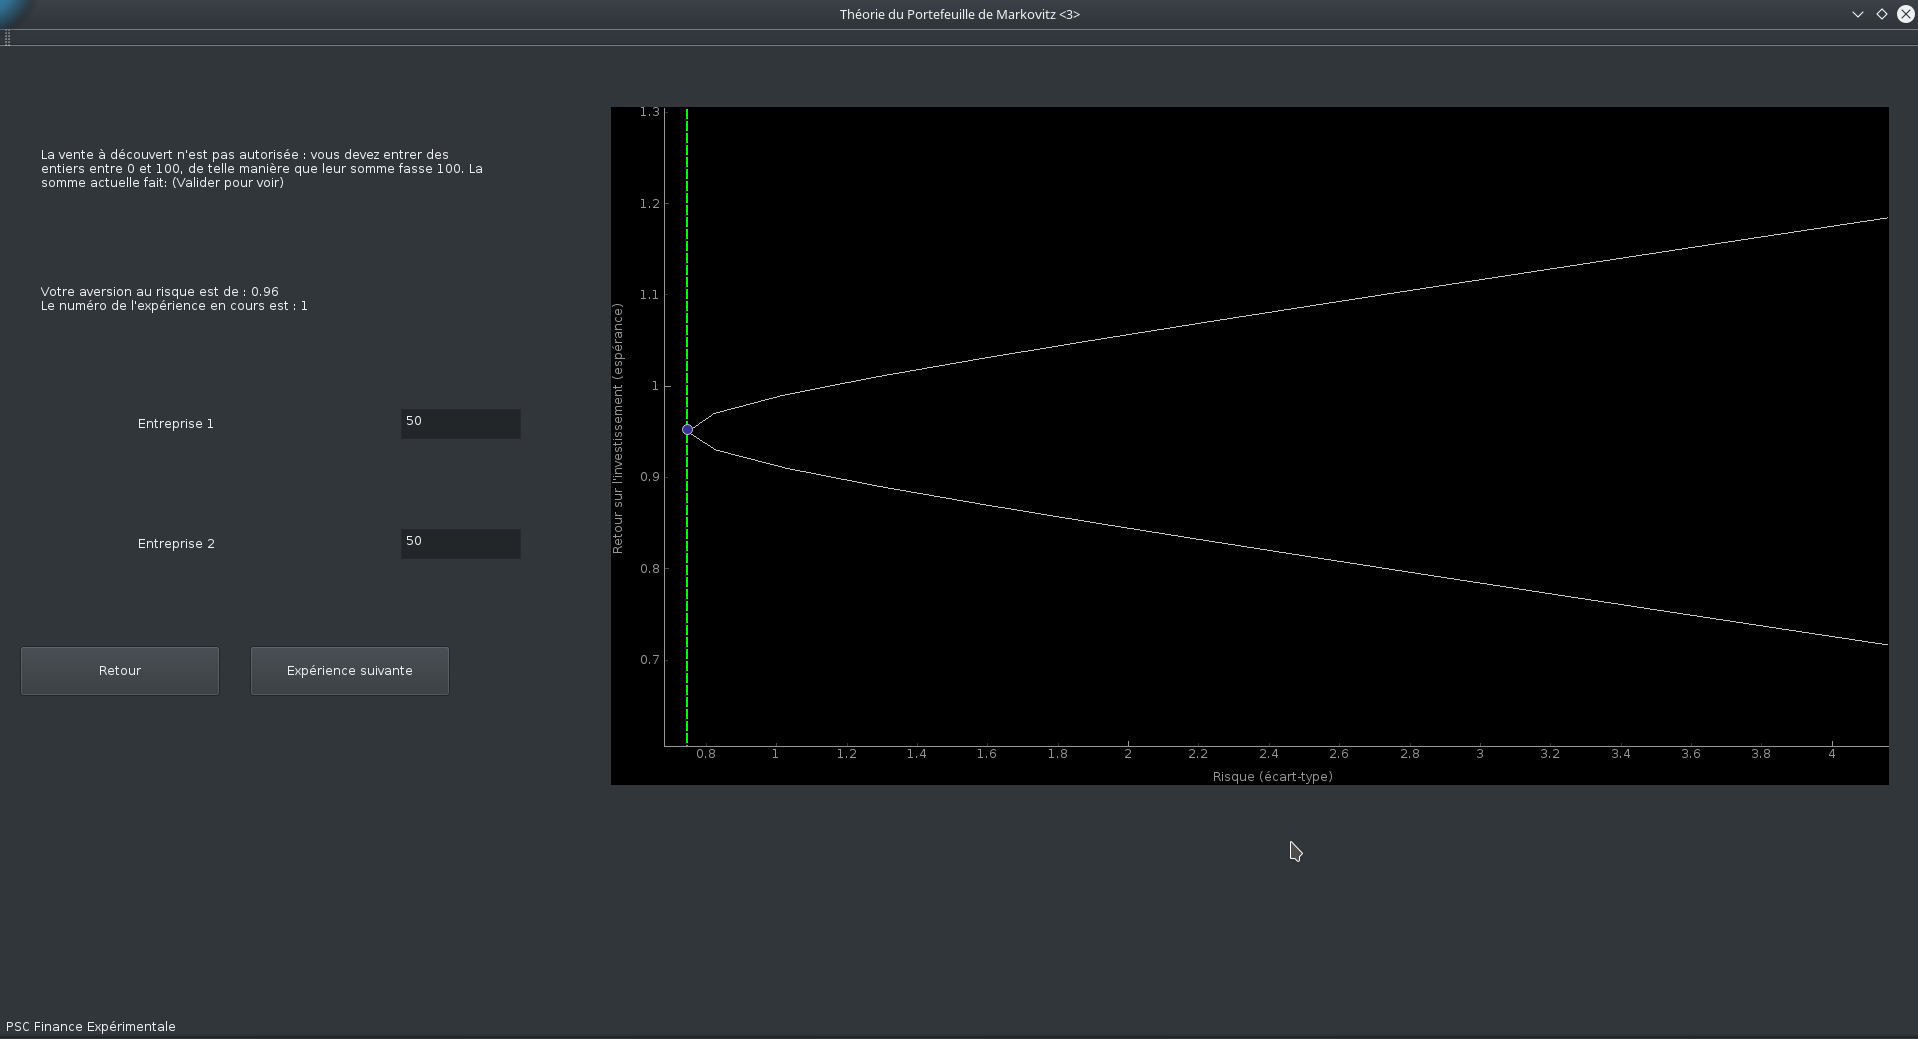 Théorie du Portefeuille de Markovitz <3>
La vente à découvert n'est pas autorisée : vous devez entrer des
entiers entre 0 et 100, de telle manière que leur somme fasse 100. La
somme actuelle fait: (Valider pour voir)
Votre aversion au risque est de : 0.96
Le numéro de l'expérience en cours est : 1
Entreprise 1
50
Entreprise 2
50
Retour
Expérience suivante
Retour sur l'investissement (espérance)
1.3
1.2
1.1
1
0.9
0.8
0.7
0.8 1 1.2 1.4 1.6 1.8 2 2.2 2.4 2.6 2.8 3 3.2 3.4 3.6 3.8 4
Risque (écart-type)
PSC Finance Expérimentale